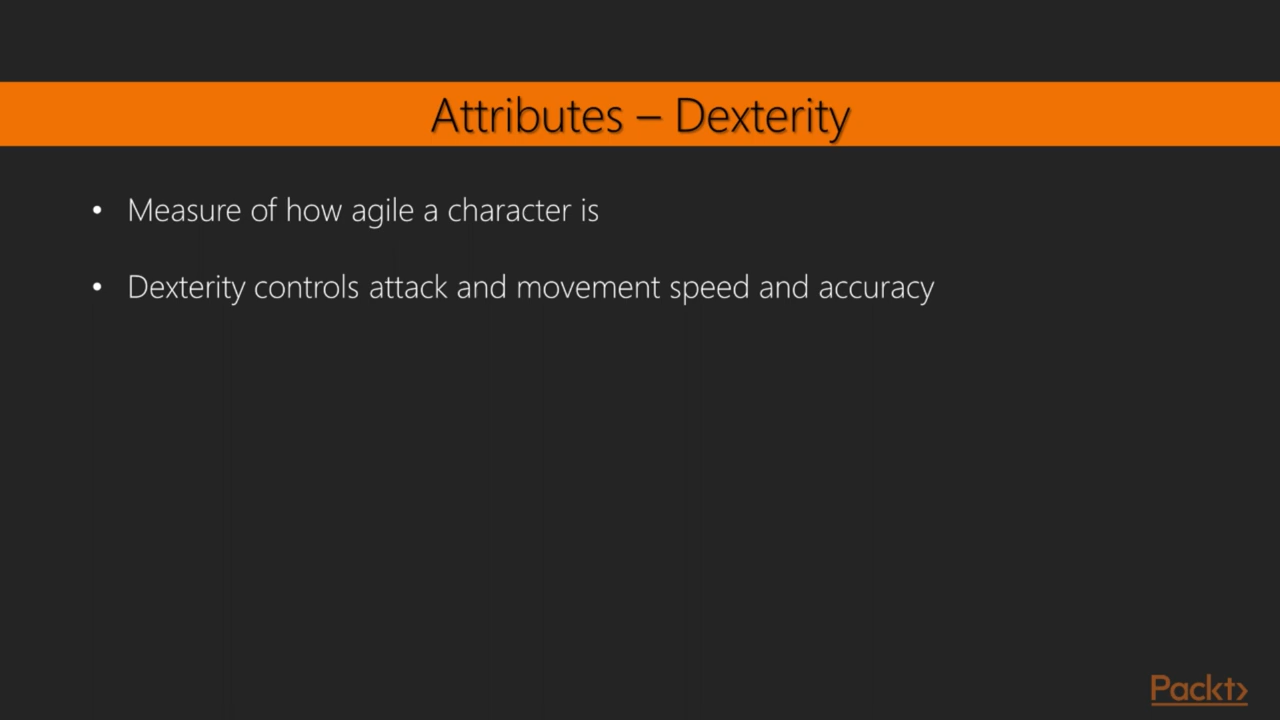 Attributes – Dexterity
• Measure of how agile a character is
• Dexterity controls attack and movement speed and accuracy
Packt>